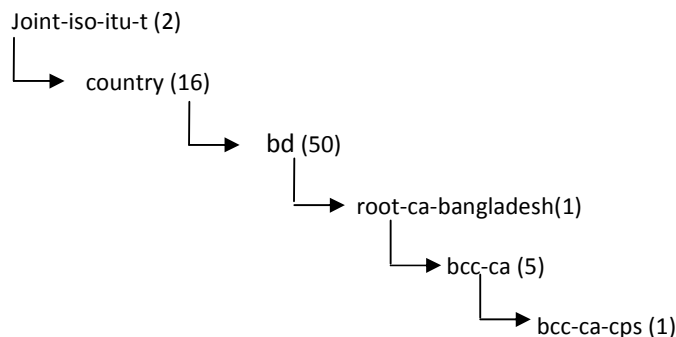 Joint-iso-itu-t (2)
country (16)
bd (50)
root-ca-bangladesh(1)
bcc-ca (5)
bcc-ca-cps (1)